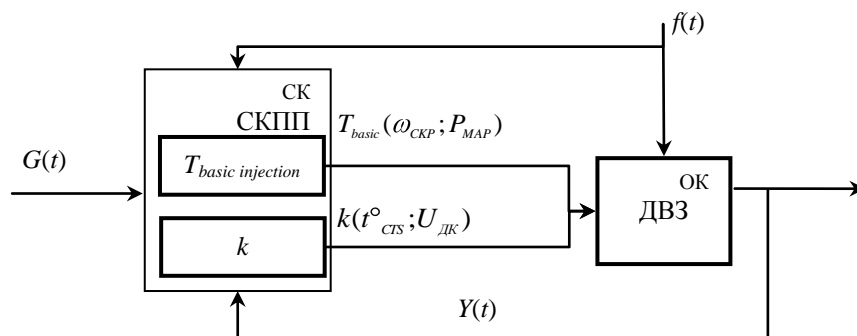 f(t)
СК
СКПП
T_basic(ω_CKP; P_MAP)
G(t)
T_basic injection
ОК
ДВЗ
k(t°_CTS; U_ДК)
k
Y(t)